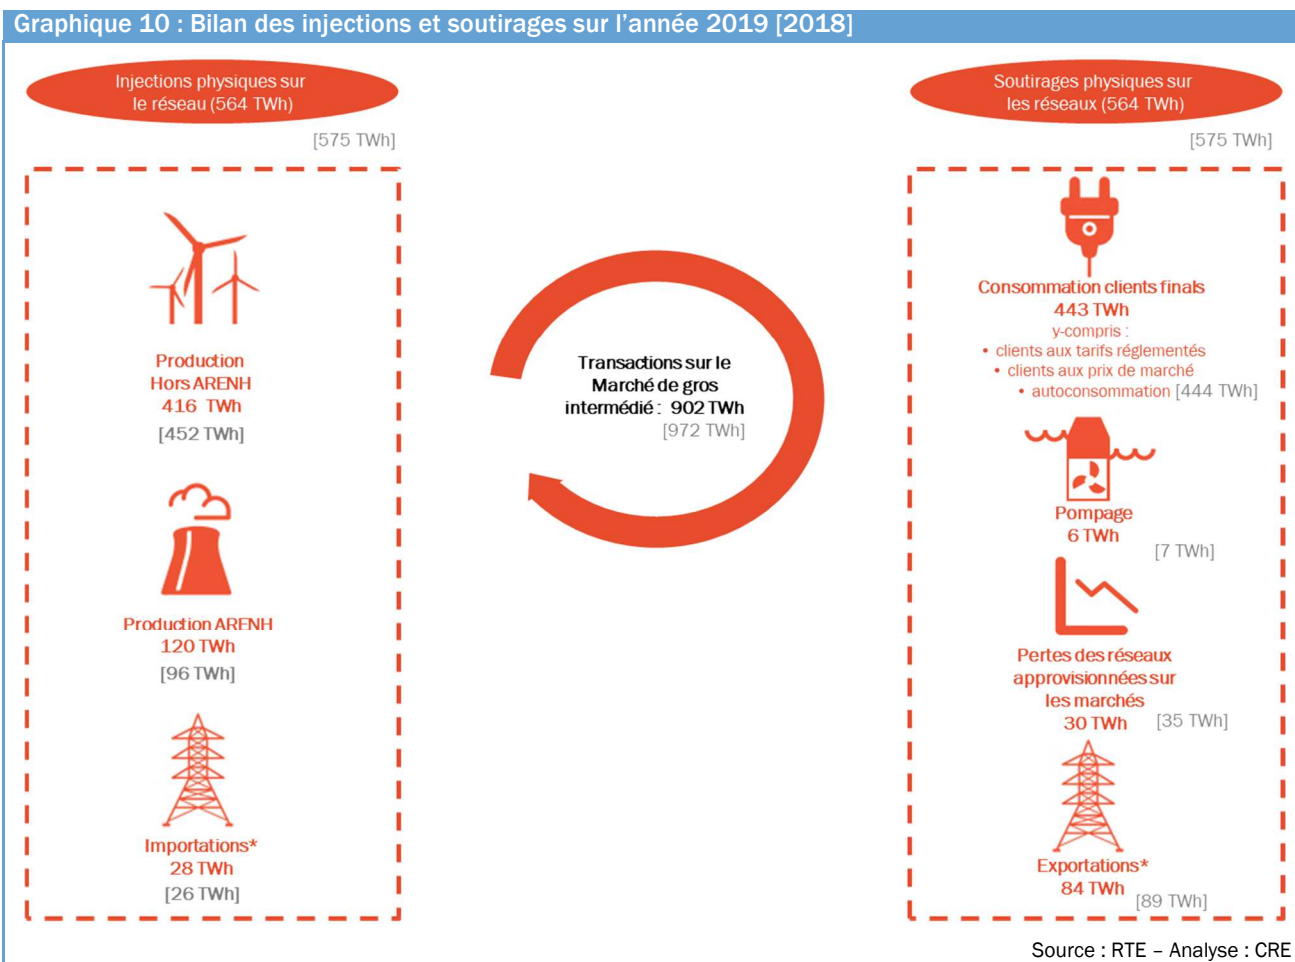 Graphique 10 : Bilan des injections et soutirages sur l'année 2019 [2018]
Injections physiques sur
le réseau (564 TWh)
[575 TWh]
Production
Hors ARENH
416 TWh
[452 TWh]
Production ARENH
120 TWh
[96 TWh]
Importations*
28 TWh
[26 TWh]
Transactions sur le
Marché de gros
intermédié : 902 TWh
[972 TWh]
Soutirages physiques sur
les réseaux (564 TWh)
[575 TWh]
Consommation clients finals
443 TWh
y-compris :
• clients aux tarifs réglementés
• clients aux prix de marché
• autoconsommation [444 TWh]
Pompage
6 TWh
[7 TWh]
Pertes des réseaux
approvisionnées sur
les marchés
30 TWh [35 TWh]
Exportations*
84 TWh
[89 TWh]
Source : RTE – Analyse : CRE